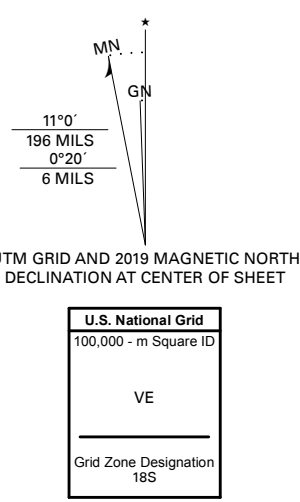 ★
MN
GN
11°0´
196 MILS
0°20´
6 MILS
UTM GRID AND 2019 MAGNETIC NORTH
DECLINATION AT CENTER OF SHEET
U.S. National Grid
100,000 - m Square ID
VE
Grid Zone Designation
18S